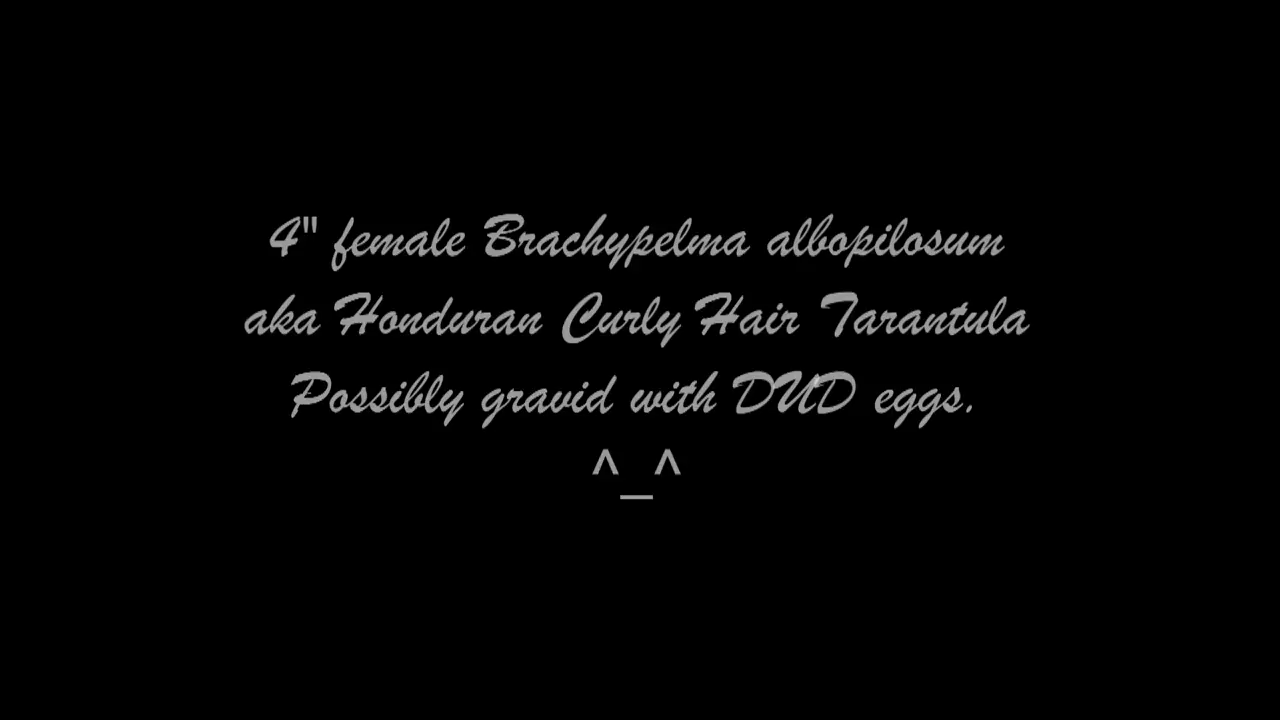 4" female Brachypelma albopilosum
aka Honduran Curly Hair Tarantula
Possibly gravid with DUD eggs.
^_^